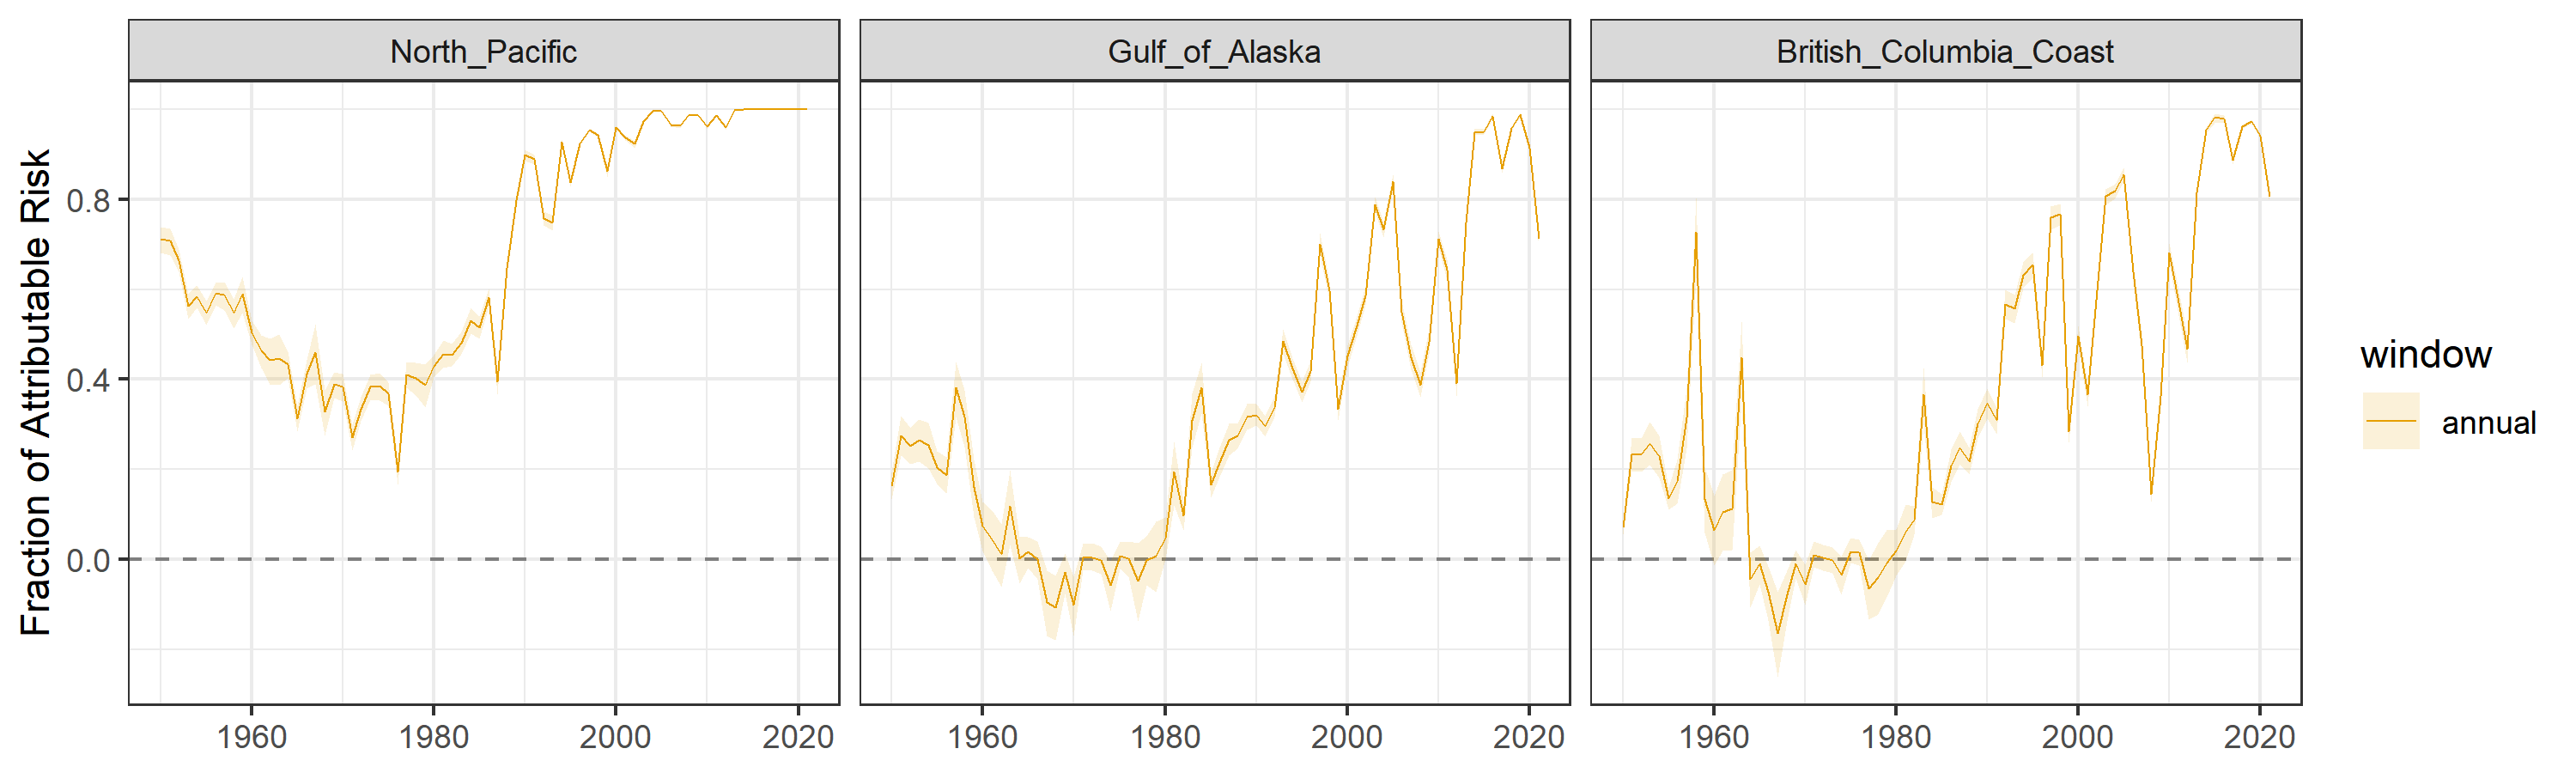 North_Pacific
Gulf_of_Alaska
British_Columbia_Coast
Fraction of Attributable Risk
0.8
0.4
0.0
1960 1980 2000 2020
1960 1980 2000 2020
1960 1980 2000 2020
window
annual